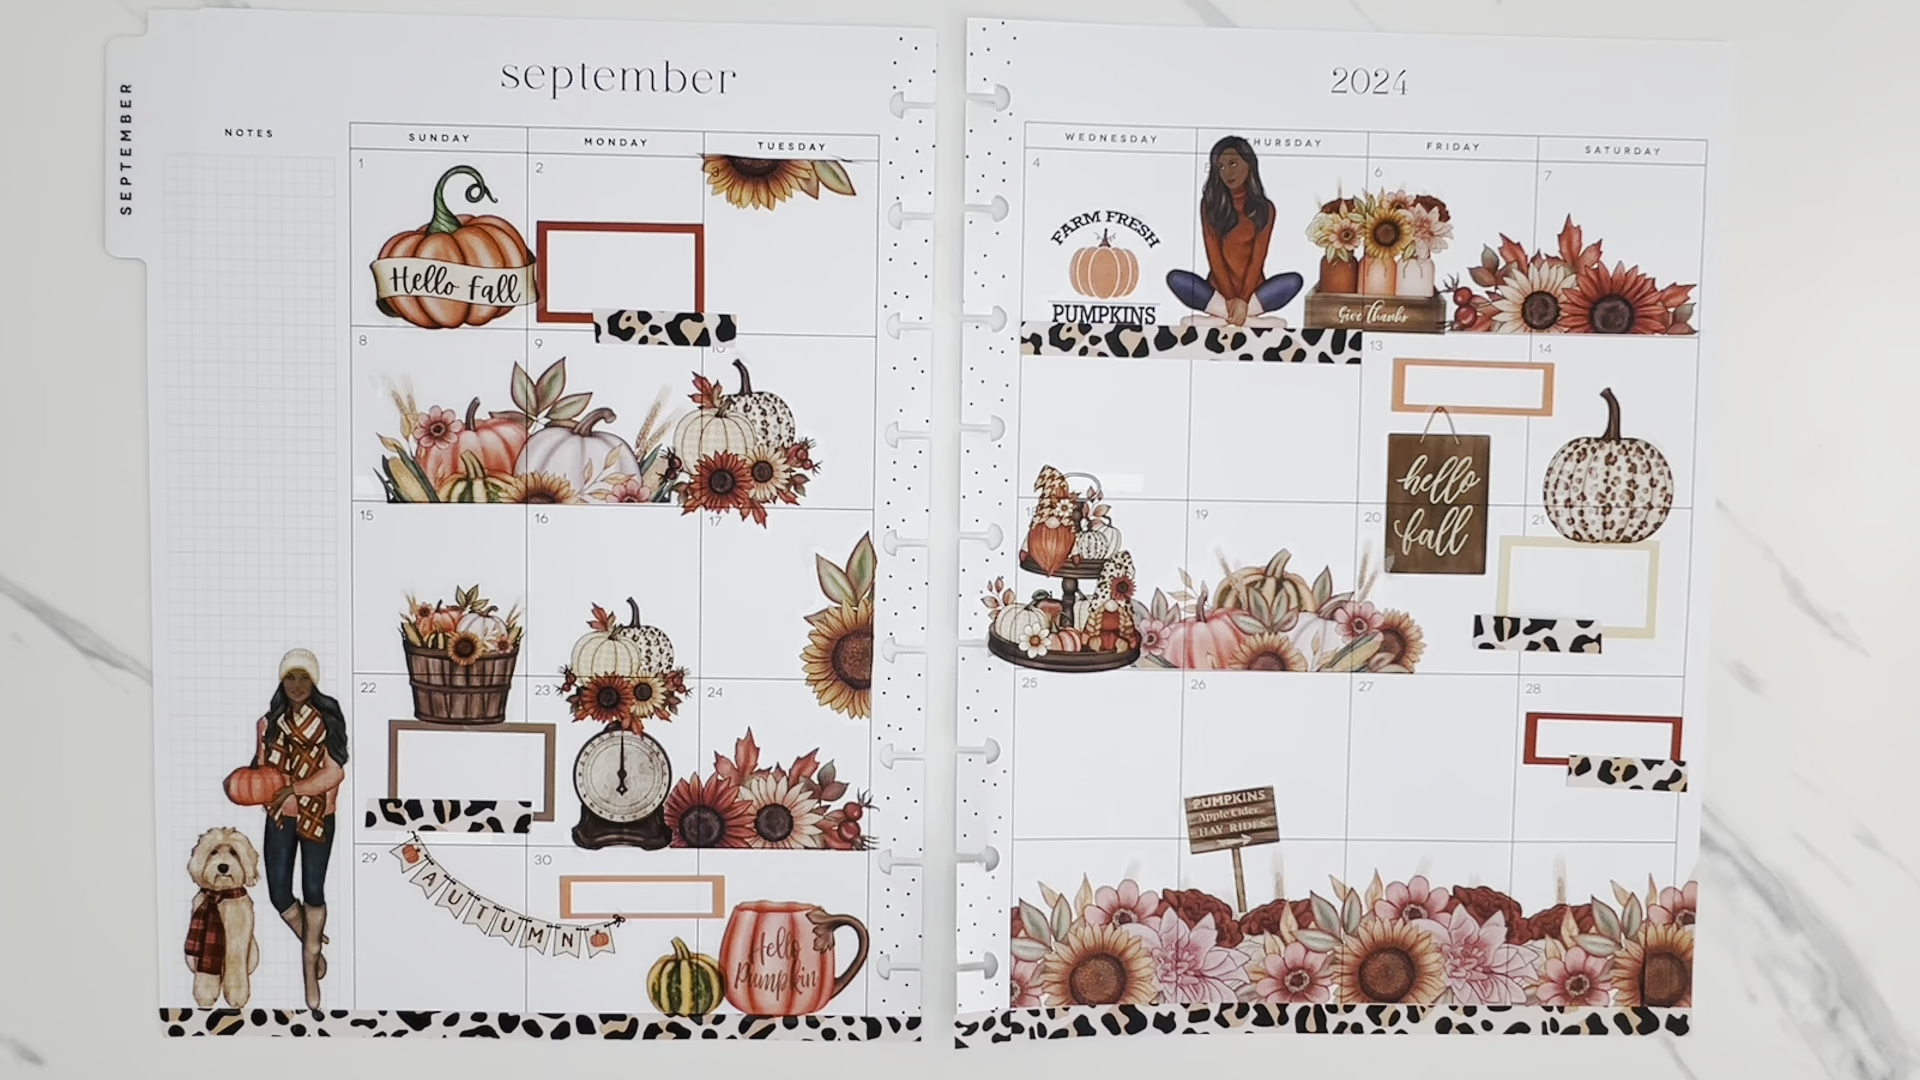 SEPTEMBER
september
2024
NOTES
SUNDAY
MONDAY
TUESDAY
WEDNESDAY
THURSDAY
FRIDAY
SATURDAY
1
2
3
4
5
6
7
Hello Fall
FARM FRESH
PUMPKINS
Give Thanks
8
9
10
13
14
hello
fall
15
16
17
18
19
20
21
22
23
24
25
26
27
28
PUMPKINS
Apple Cider
HAY RIDES
29
30
AUTUMN
Hello
Pumpkin